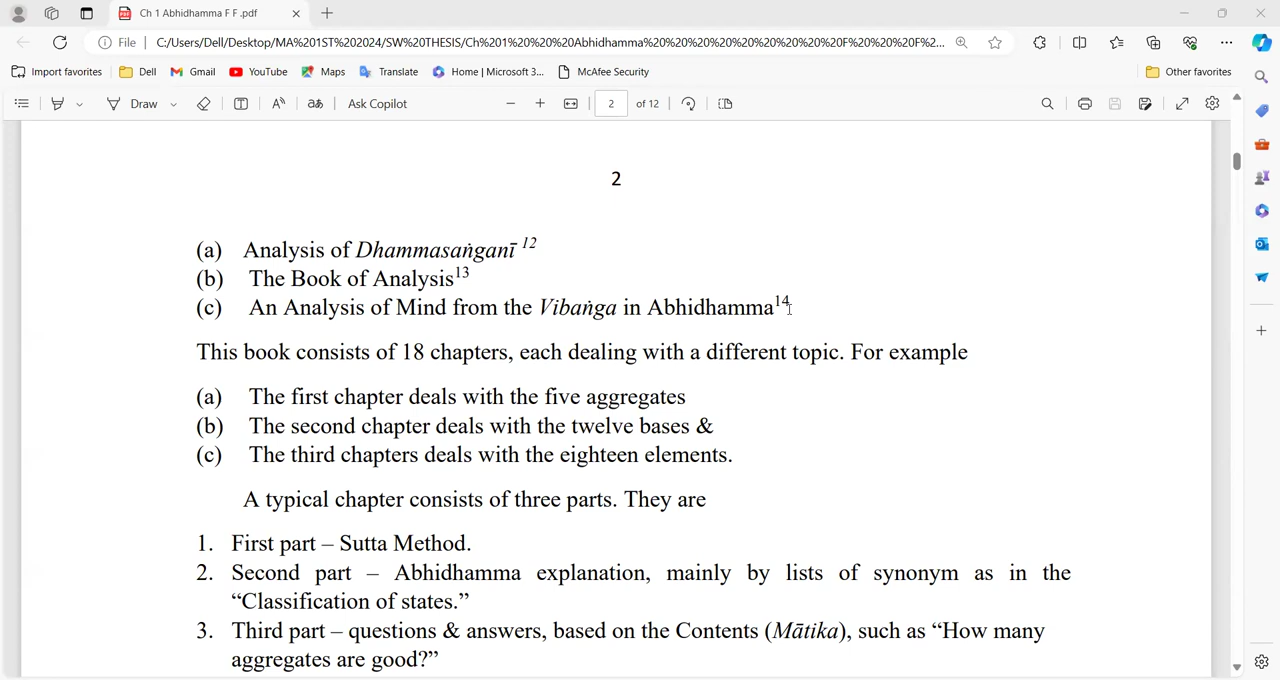 Ch 1 Abhidhamma F F .pdf
File C:/Users/Dell/Desktop/MA%201ST%202024/SW%20THESIS/Ch%201%20%20%20Abhidhamma%20%20%20%20%20%20%20%20%20F%20%20%20F%2...
Import favorites Dell Gmail YouTube Maps Translate Home | Microsoft 3... McAfee Security Other favorites
Draw aあ Ask Copilot 2 of 12
2
(a) Analysis of Dhammasaṅganī 12
(b) The Book of Analysis13
(c) An Analysis of Mind from the Vibaṅga in Abhidhamma14
This book consists of 18 chapters, each dealing with a different topic. For example
(a) The first chapter deals with the five aggregates
(b) The second chapter deals with the twelve bases &
(c) The third chapters deals with the eighteen elements.
A typical chapter consists of three parts. They are
1. First part – Sutta Method.
2. Second part – Abhidhamma explanation, mainly by lists of synonym as in the
“Classification of states.”
3. Third part – questions & answers, based on the Contents (Mātika), such as “How many
aggregates are good?”